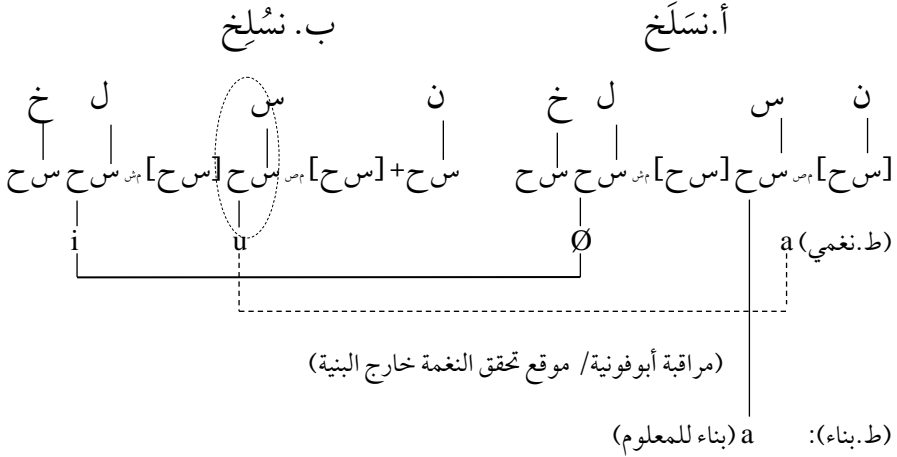 أ.نسَلَخ ب. نسُلِخ
ن س ل خ ن س ل خ
[س ح]مص س ح [س ح]مش س ح س ح س ح+[س ح]مص س ح [س ح]مش س ح س ح
(ط.نغمي) a Ø u i
(مراقبة أبوفونية/ موقع تحقق النغمة خارج البنية)
(ط.بناء): a (بناء للمعلوم)